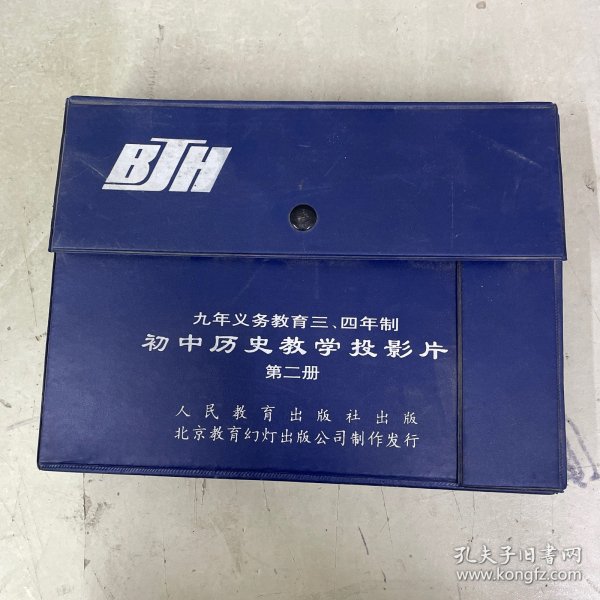 BJH
九年义务教育三、四年制
初中历史教学投影片
第二册
人民教育出版社出版
北京教育幻灯出版公司制作发行
孔夫子旧书网
www.kongfz.com